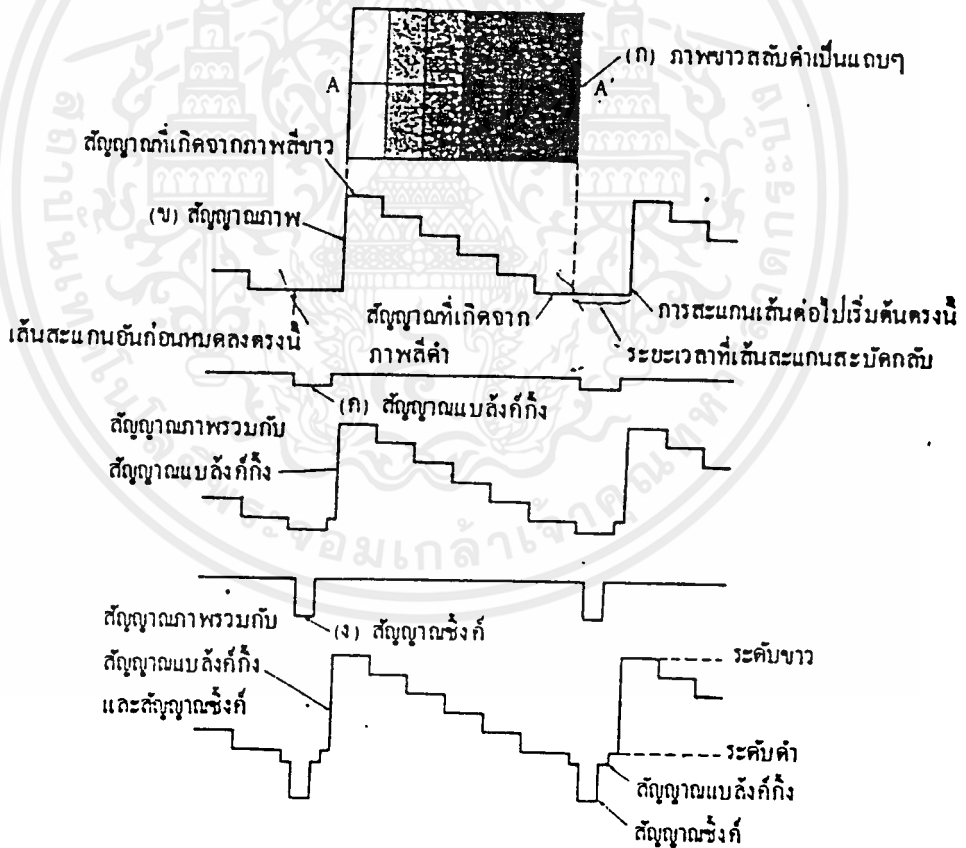 (ก) ภาพขาวสลับดำเป็นแถบๆ
A
A'
สัญญาณที่เกิดจากภาพสีขาว
(ข) สัญญาณภาพ
เส้นสะแกนอันก่อนหมดลงตรงนี้
สัญญาณที่เกิดจาก
ภาพสีดำ
การสะแกนเส้นต่อไปเริ่มต้นตรงนี้
ระยะเวลาที่เส้นสะแกนสะบัดกลับ
(ค) สัญญาณแบล้งค์กิ้ง
สัญญาณภาพรวมกับ
สัญญาณแบล้งค์กิ้ง
(ง) สัญญาณซิ้งค์
สัญญาณภาพรวมกับ
สัญญาณแบล้งค์กิ้ง
และสัญญาณซิ้งค์
ระดับขาว
ระดับดำ
สัญญาณแบล้งค์กิ้ง
สัญญาณซิ้งค์